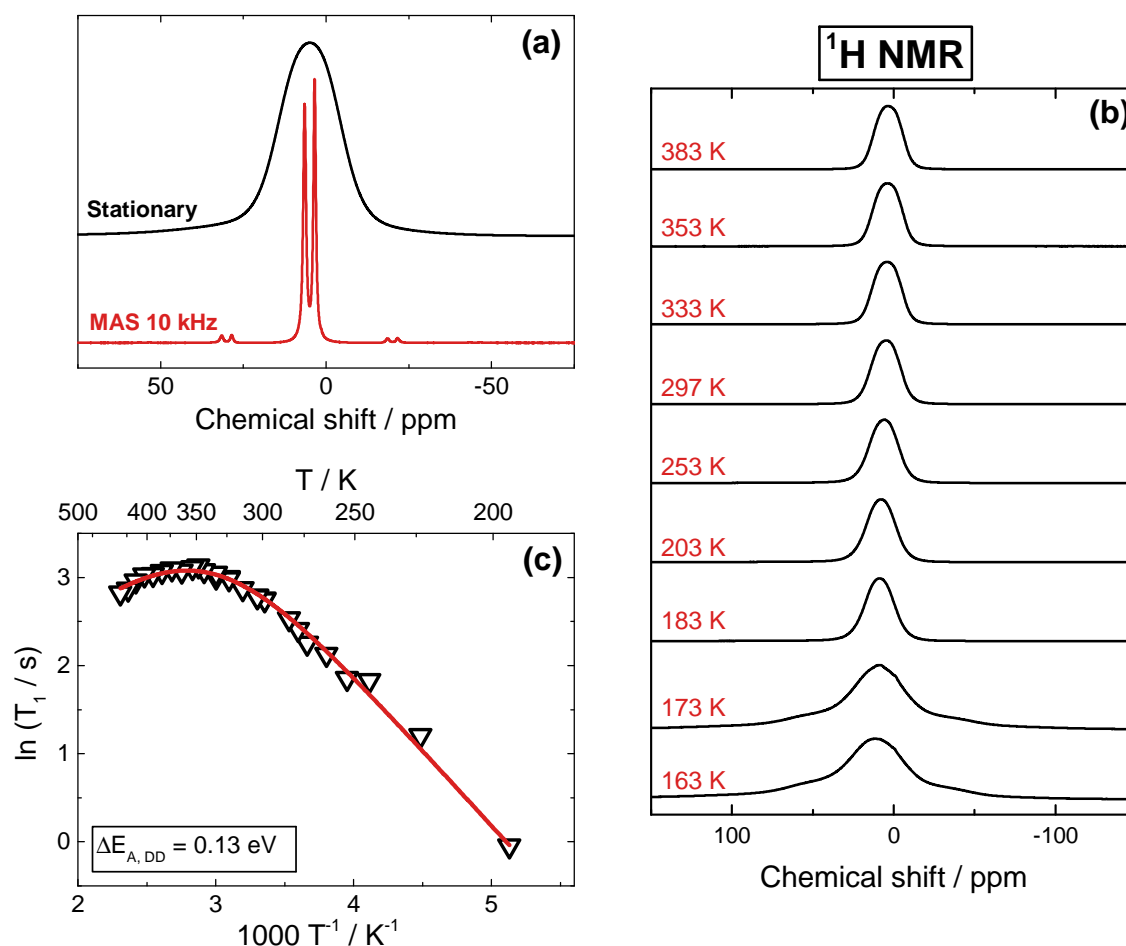 (a)
Stationary
MAS 10 kHz
50 0 -50
Chemical shift / ppm
¹H NMR
(b)
383 K
353 K
333 K
297 K
253 K
203 K
183 K
173 K
163 K
100 0 -100
Chemical shift / ppm
T / K
500 400 350 300 250 200
(c)
3
2
1
0
ln (T₁ / s)
ΔE_A, DD = 0.13 eV
2 3 4 5
1000 T⁻¹ / K⁻¹